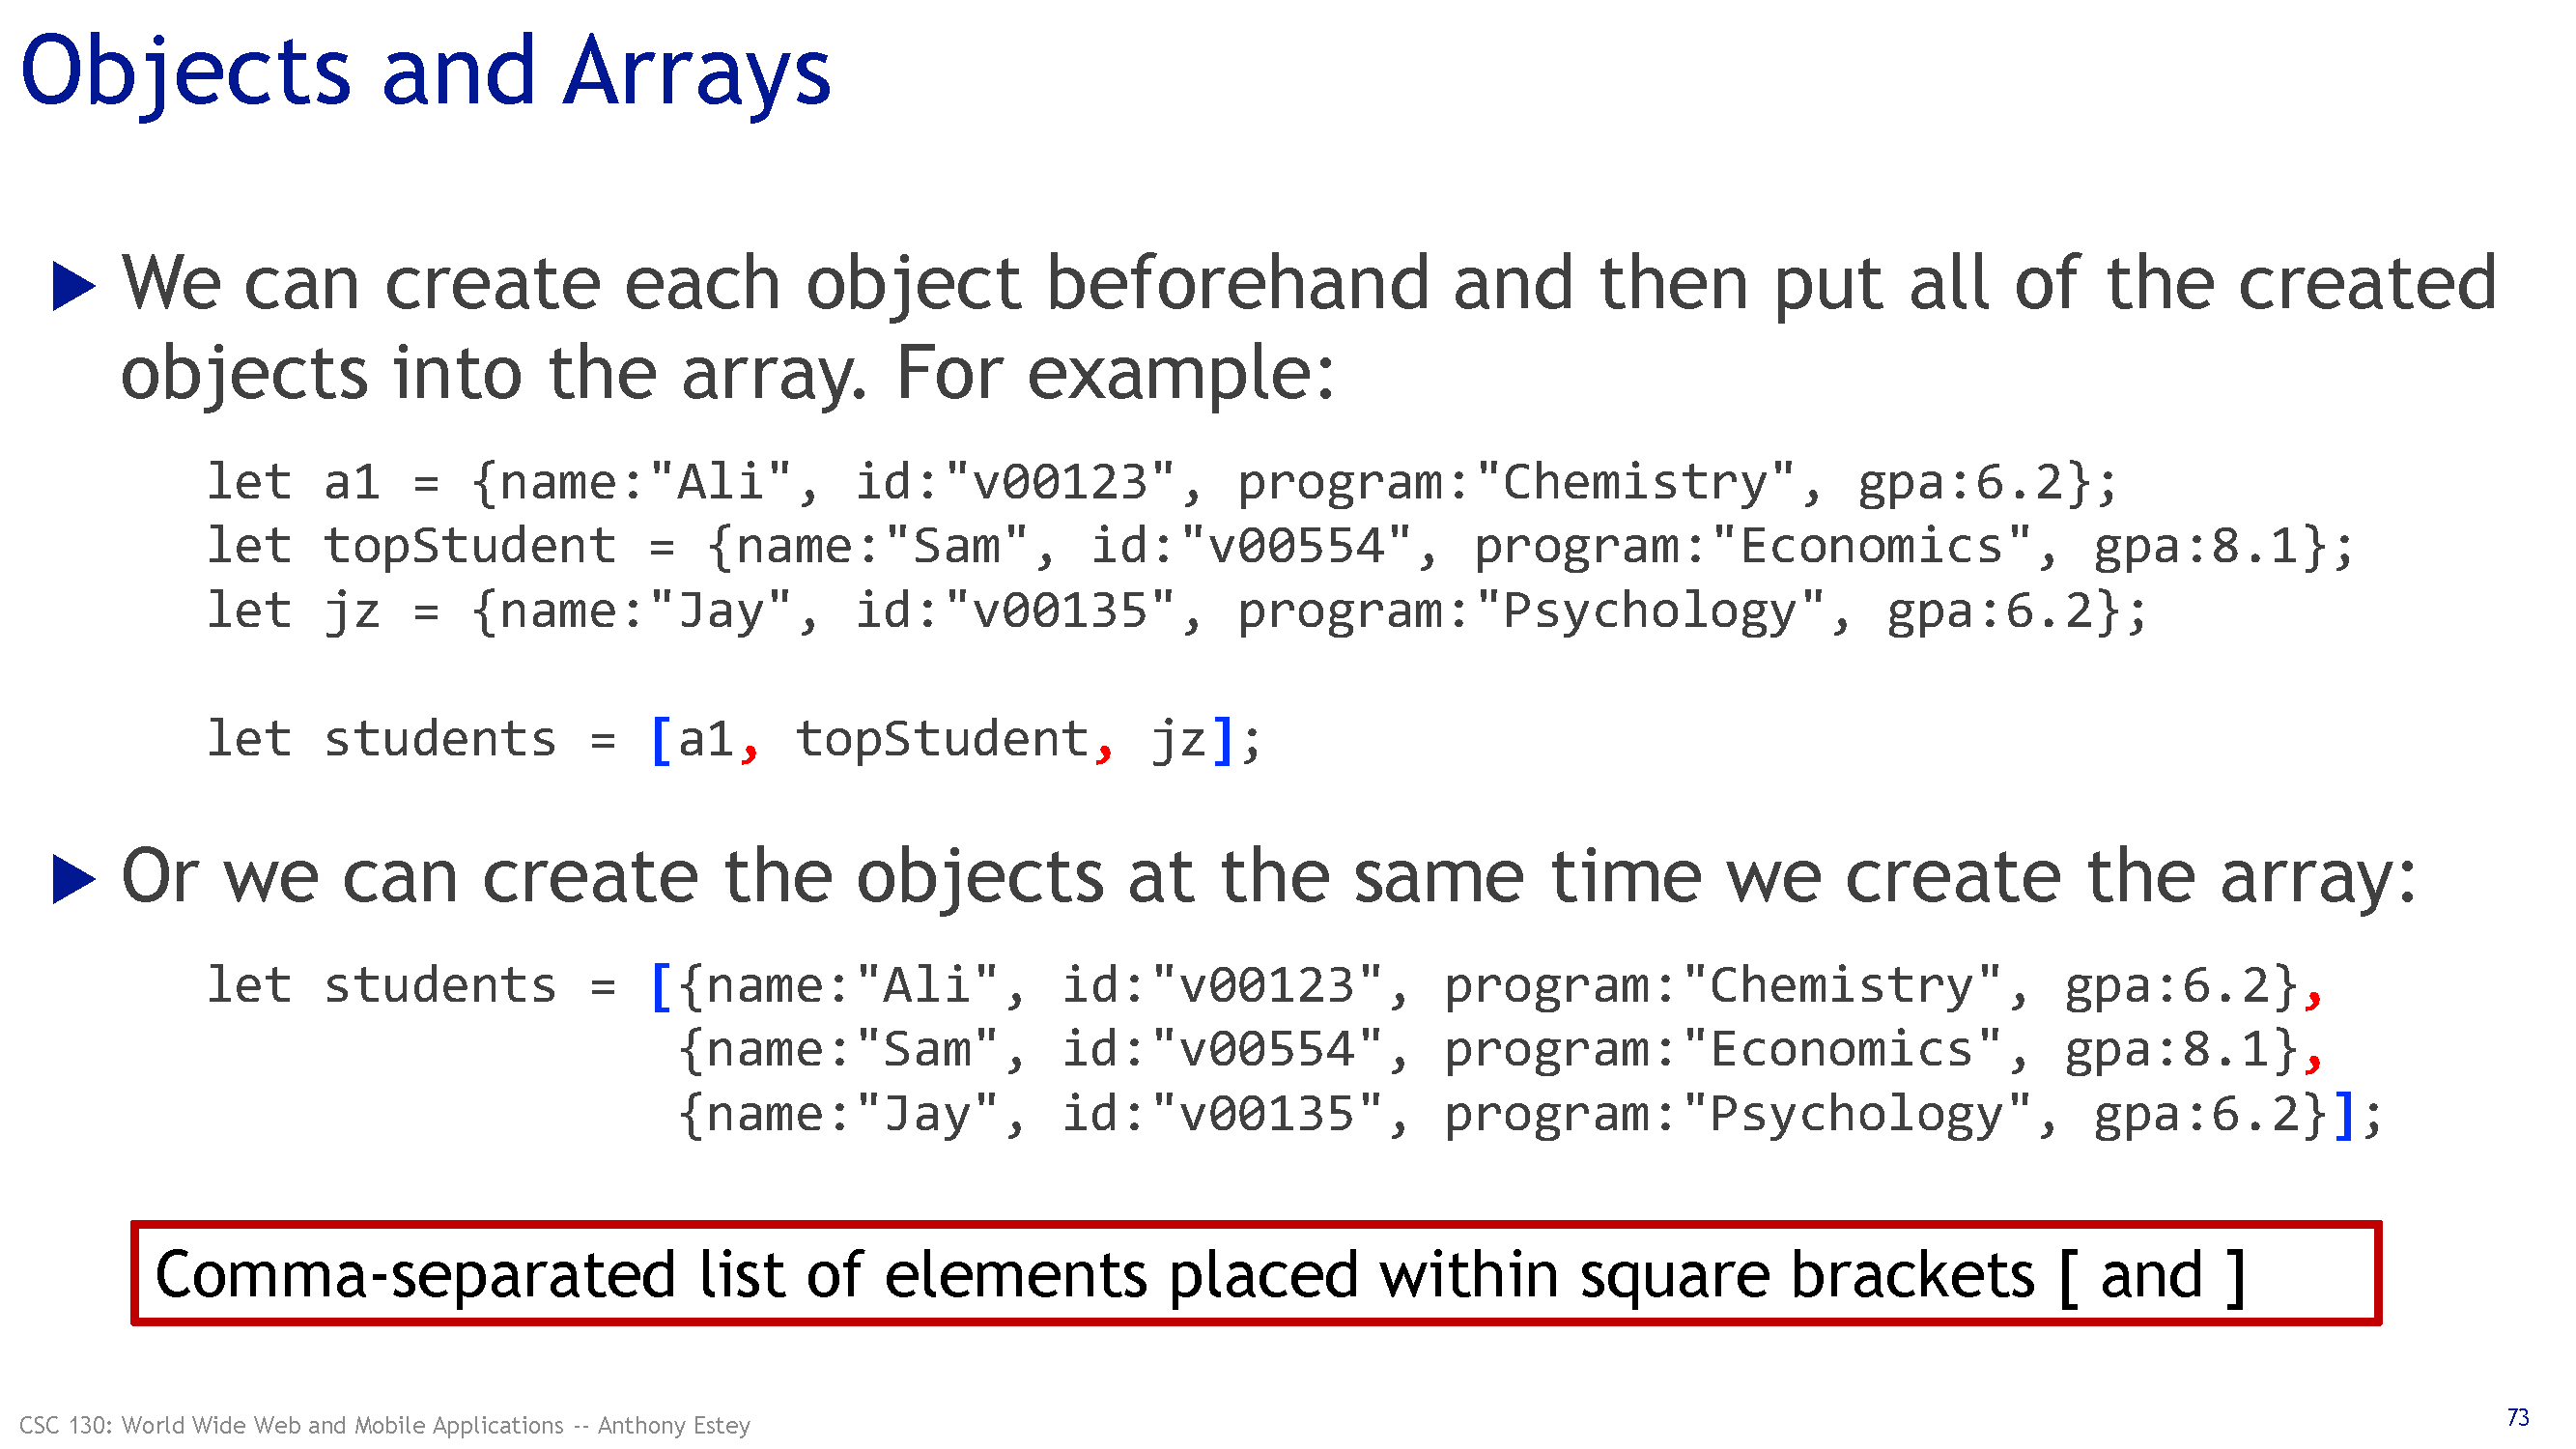 Objects and Arrays
We can create each object beforehand and then put all of the created
objects into the array. For example:
let a1 = {name:"Ali", id:"v00123", program:"Chemistry", gpa:6.2};
let topStudent = {name:"Sam", id:"v00554", program:"Economics", gpa:8.1};
let jz = {name:"Jay", id:"v00135", program:"Psychology", gpa:6.2};
let students = [a1, topStudent, jz];
Or we can create the objects at the same time we create the array:
let students = [{name:"Ali", id:"v00123", program:"Chemistry", gpa:6.2},
{name:"Sam", id:"v00554", program:"Economics", gpa:8.1},
{name:"Jay", id:"v00135", program:"Psychology", gpa:6.2}];
Comma-separated list of elements placed within square brackets [ and ]
CSC 130: World Wide Web and Mobile Applications -- Anthony Estey
73